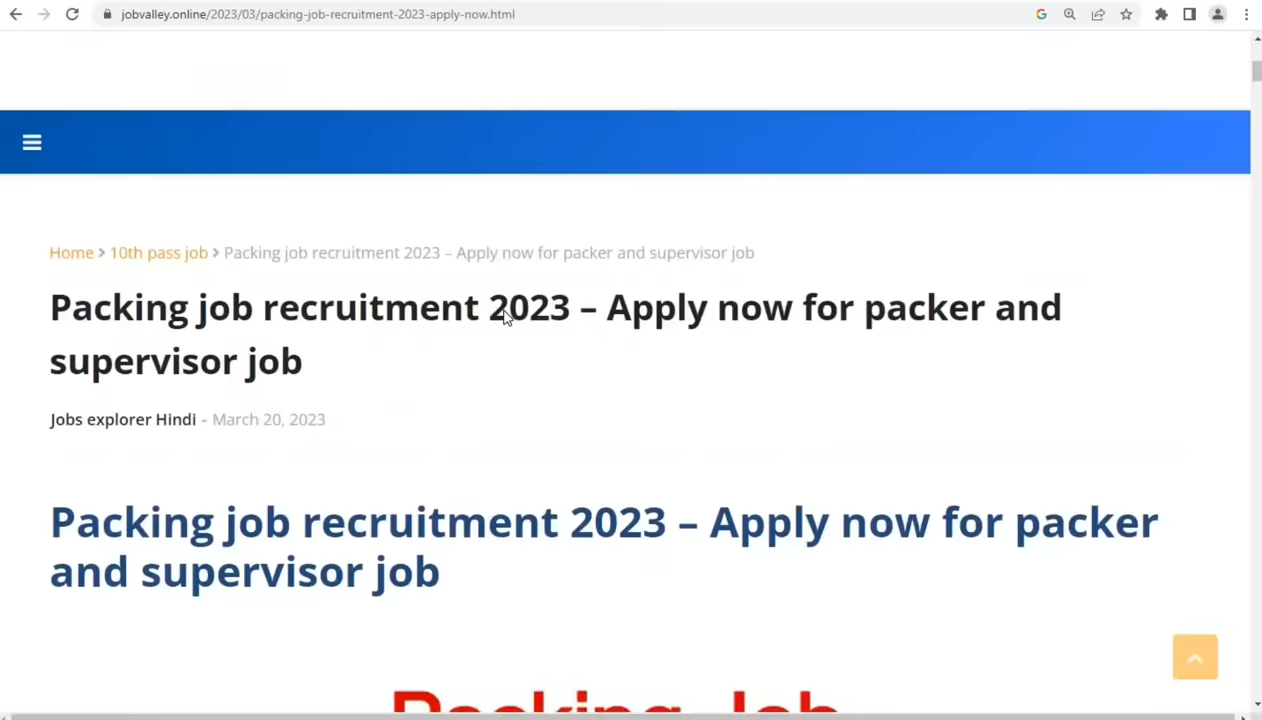 jobvalley.online/2023/03/packing-job-recruitment-2023-apply-now.html
Home > 10th pass job > Packing job recruitment 2023 – Apply now for packer and supervisor job
Packing job recruitment 2023 – Apply now for packer and
supervisor job
Jobs explorer Hindi - March 20, 2023
Packing job recruitment 2023 – Apply now for packer
and supervisor job
Packing Job